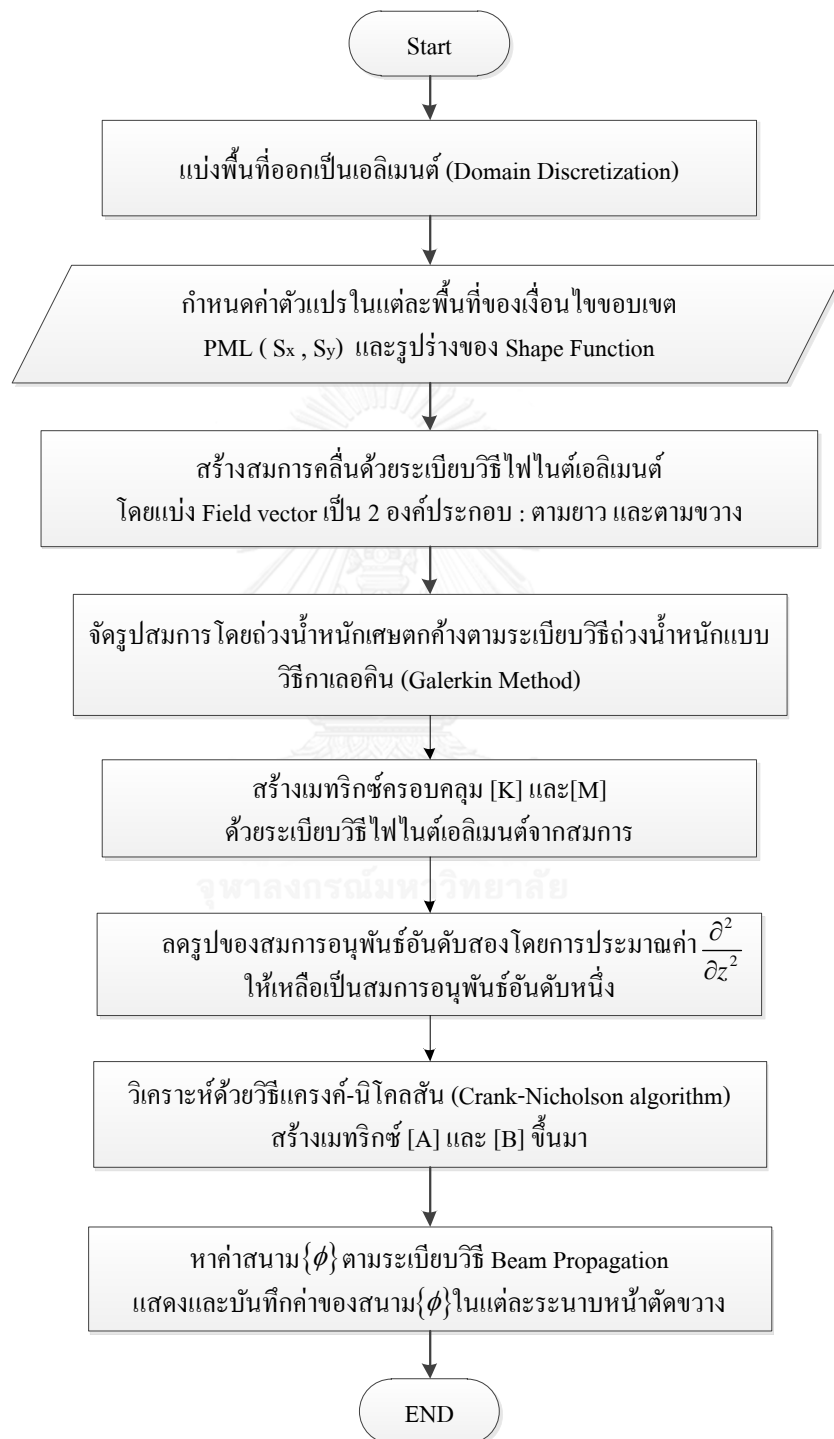 Start
แบ่งพื้นที่ออกเป็นเอลิเมนต์ (Domain Discretization)
กำหนดค่าตัวแปรในแต่ละพื้นที่ของเงื่อนไขขอบเขต
PML ( Sx , Sy) และรูปร่างของ Shape Function
สร้างสมการคลื่นด้วยระเบียบวิธีไฟไนต์เอลิเมนต์
โดยแบ่ง Field vector เป็น 2 องค์ประกอบ : ตามยาว และตามขวาง
จัดรูปสมการโดยถ่วงน้ำหนักเศษตกค้างตามระเบียบวิธีถ่วงน้ำหนักแบบ
วิธีกาเลอคิน (Galerkin Method)
สร้างเมทริกซ์ครอบคลุม [K] และ[M]
ด้วยระเบียบวิธีไฟไนต์เอลิเมนต์จากสมการ
จุฬาลงกรณ์มหาวิทยาลัย
ลดรูปของสมการอนุพันธ์อันดับสองโดยการประมาณค่า ∂²/∂z²
ให้เหลือเป็นสมการอนุพันธ์อันดับหนึ่ง
วิเคราะห์ด้วยวิธีแครงค์-นิโคลสัน (Crank-Nicholson algorithm)
สร้างเมทริกซ์ [A] และ [B] ขึ้นมา
หาค่าสนาม{ϕ} ตามระเบียบวิธี Beam Propagation
แสดงและบันทึกค่าของสนาม{ϕ}ในแต่ละระนาบหน้าตัดขวาง
END